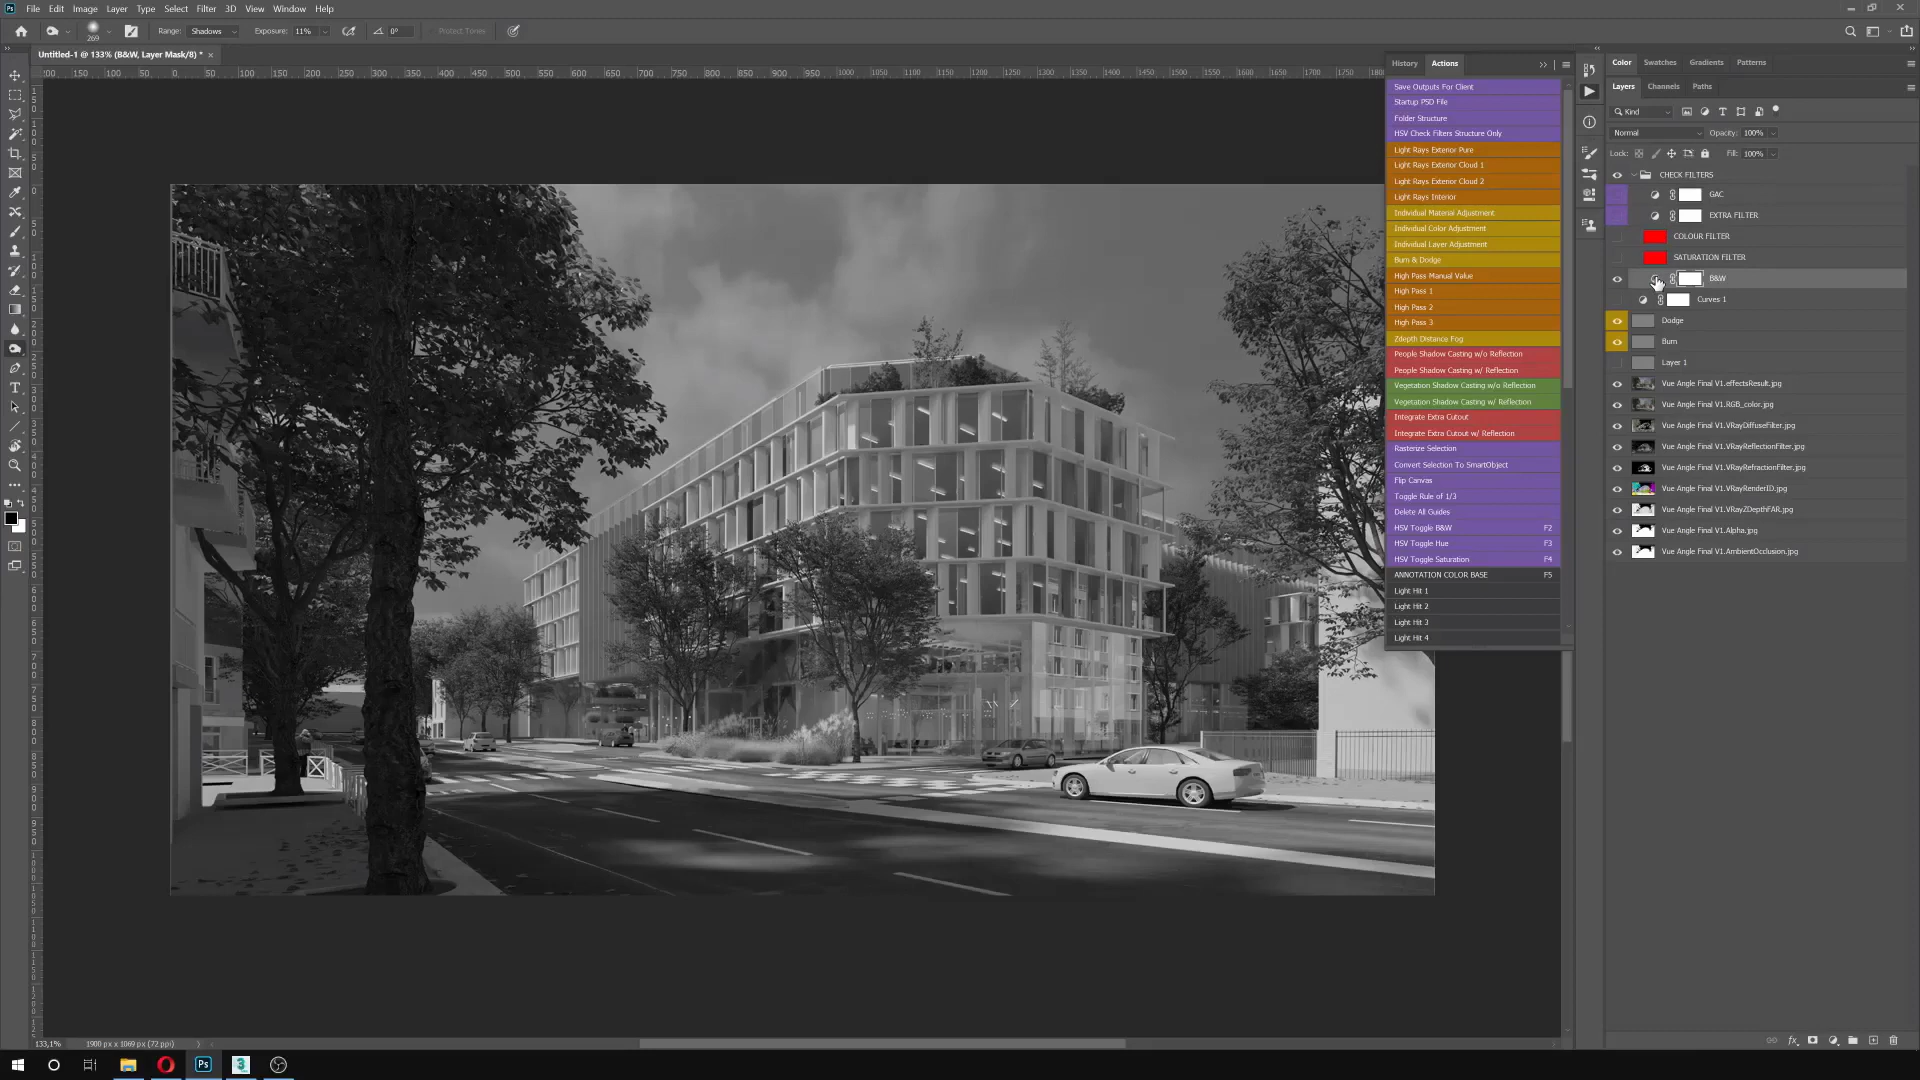 File Edit Image Layer Type Select Filter 3D View Window Help
269 Range: Shadows Exposure: 11% 0° Protect Tones
Untitled-1 @ 133% (B&W, Layer Mask/8) *
History Actions
Save Outputs For Client
Startup PSD File
Folder Structure
HSV Check Filters Structure Only
Light Rays Exterior Pure
Light Rays Exterior Cloud 1
Light Rays Exterior Cloud 2
Light Rays Interior
Individual Material Adjustment
Individual Color Adjustment
Individual Layer Adjustment
Burn & Dodge
High Pass Manual Value
High Pass 1
High Pass 2
High Pass 3
Zdepth Distance Fog
People Shadow Casting w/o Reflection
People Shadow Casting w/ Reflection
Vegetation Shadow Casting w/o Reflection
Vegetation Shadow Casting w/ Reflection
Integrate Extra Cutout
Integrate Extra Cutout w/ Reflection
Rasterize Selection
Convert Selection To SmartObject
Flip Canvas
Toggle Rule of 1/3
Delete All Guides
HSV Toggle B&W F2
HSV Toggle Hue F3
HSV Toggle Saturation F4
ANNOTATION COLOR BASE F5
Light Hit 1
Light Hit 2
Light Hit 3
Light Hit 4
Color Swatches Gradients Patterns
Layers Channels Paths
Kind
Normal Opacity: 100%
Lock: Fill: 100%
CHECK FILTERS
GAC
EXTRA FILTER
COLOUR FILTER
SATURATION FILTER
B&W
Curves 1
Dodge
Burn
Layer 1
Vue Angle Final V1.effectsResult.jpg
Vue Angle Final V1.RGB_color.jpg
Vue Angle Final V1.VRayDiffuseFilter.jpg
Vue Angle Final V1.VRayReflectionFilter.jpg
Vue Angle Final V1.VRayRefractionFilter.jpg
Vue Angle Final V1.VRayRenderID.jpg
Vue Angle Final V1.VRayZDepthFAR.jpg
Vue Angle Final V1.Alpha.jpg
Vue Angle Final V1.AmbientOcclusion.jpg
133,1% 1900 px x 1069 px (72 ppi)